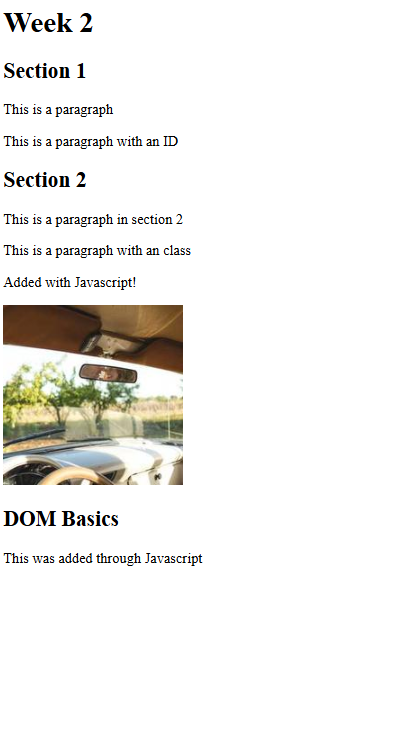 Week 2
Section 1
This is a paragraph
This is a paragraph with an ID
Section 2
This is a paragraph in section 2
This is a paragraph with an class
Added with Javascript!
DOM Basics
This was added through Javascript